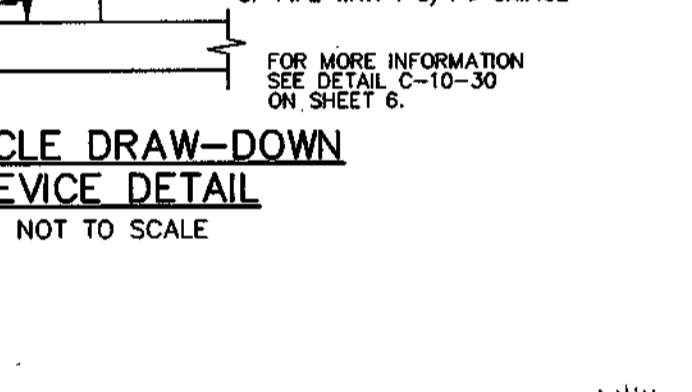 FOR MORE INFORMATION
SEE DETAIL C-10-30
ON SHEET 6.
CLE DRAW-DOWN
EVICE DETAIL
NOT TO SCALE